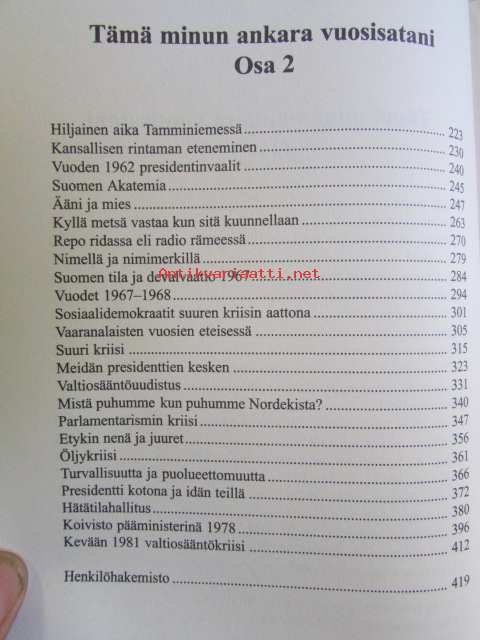 Tämä minun ankara vuosisatani
Osa 2
Hiljainen aika Tamminiemessä 223
Kansallisen rintaman eteneminen 230
Vuoden 1962 presidentinvaalit 240
Suomen Akatemia 245
Ääni ja mies 247
Kyllä metsä vastaa kun sitä kuunnellaan 263
Repo ridassa eli radio rämeessä 270
Nimellä ja nimimerkillä 279
Suomen tila ja devalvaatio 1967 284
Antikvariaatti.net
Vuodet 1967–1968 294
Sosiaalidemokraatit suuren kriisin aattona 301
Vaaranalaisten vuosien eteisessä 305
Suuri kriisi 315
Meidän presidenttien kesken 323
Valtiosääntöuudistus 331
Mistä puhumme kun puhumme Nordekista? 340
Parlamentarismin kriisi 347
Etykin nenä ja juuret 356
Öljykriisi 361
Turvallisuutta ja puolueettomuutta 366
Presidentti kotona ja idän teillä 372
Hätätilahallitus 380
Koivisto pääministerinä 1978 396
Kevään 1981 valtiosääntökriisi 412
Henkilöhakemisto 419